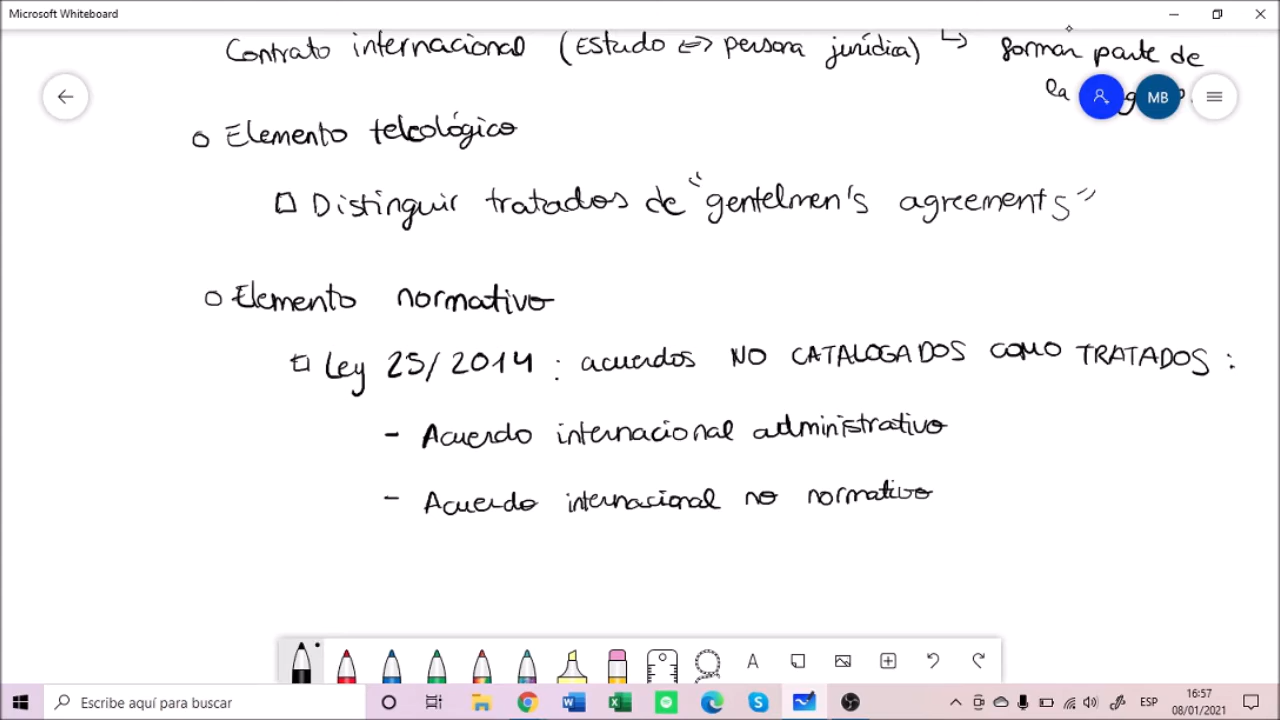 Microsoft Whiteboard
Contrato internacional (Estado ⇔ persona jurídica) ↳ forman parte de
la
MB
o Elemento teleológico
□ Distinguir tratados de "gentelmen's agreements"
o Elemento normativo
□ Ley 25/2014 : acuerdos NO CATALOGADOS COMO TRATADOS :
- Acuerdo internacional administrativo
- Acuerdo internacional no normativo
Escribe aquí para buscar
ESP
16:57
08/01/2021